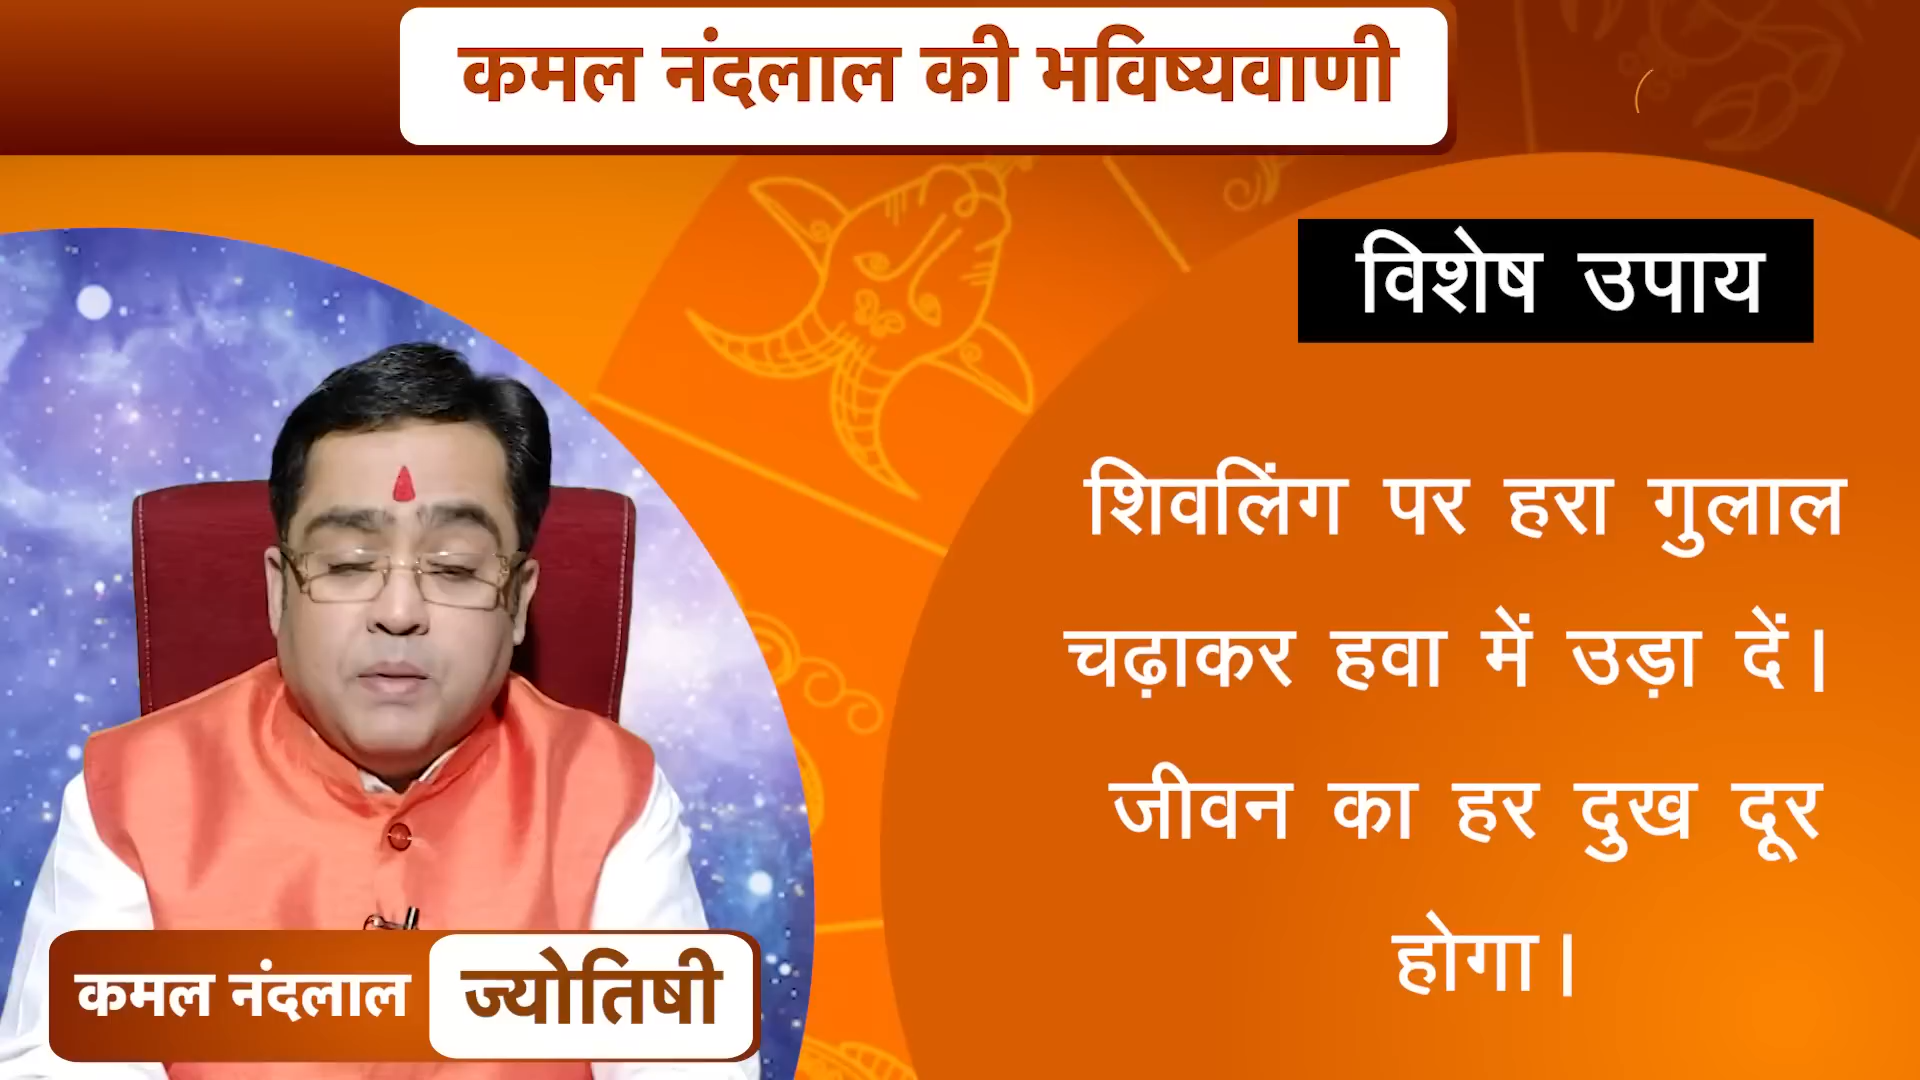 कमल नंदलाल की भविष्यवाणी
विशेष उपाय
शिवलिंग पर हरा गुलाल
चढ़ाकर हवा में उड़ा दें।
जीवन का हर दुख दूर
होगा।
कमल नंदलाल ज्योतिषी